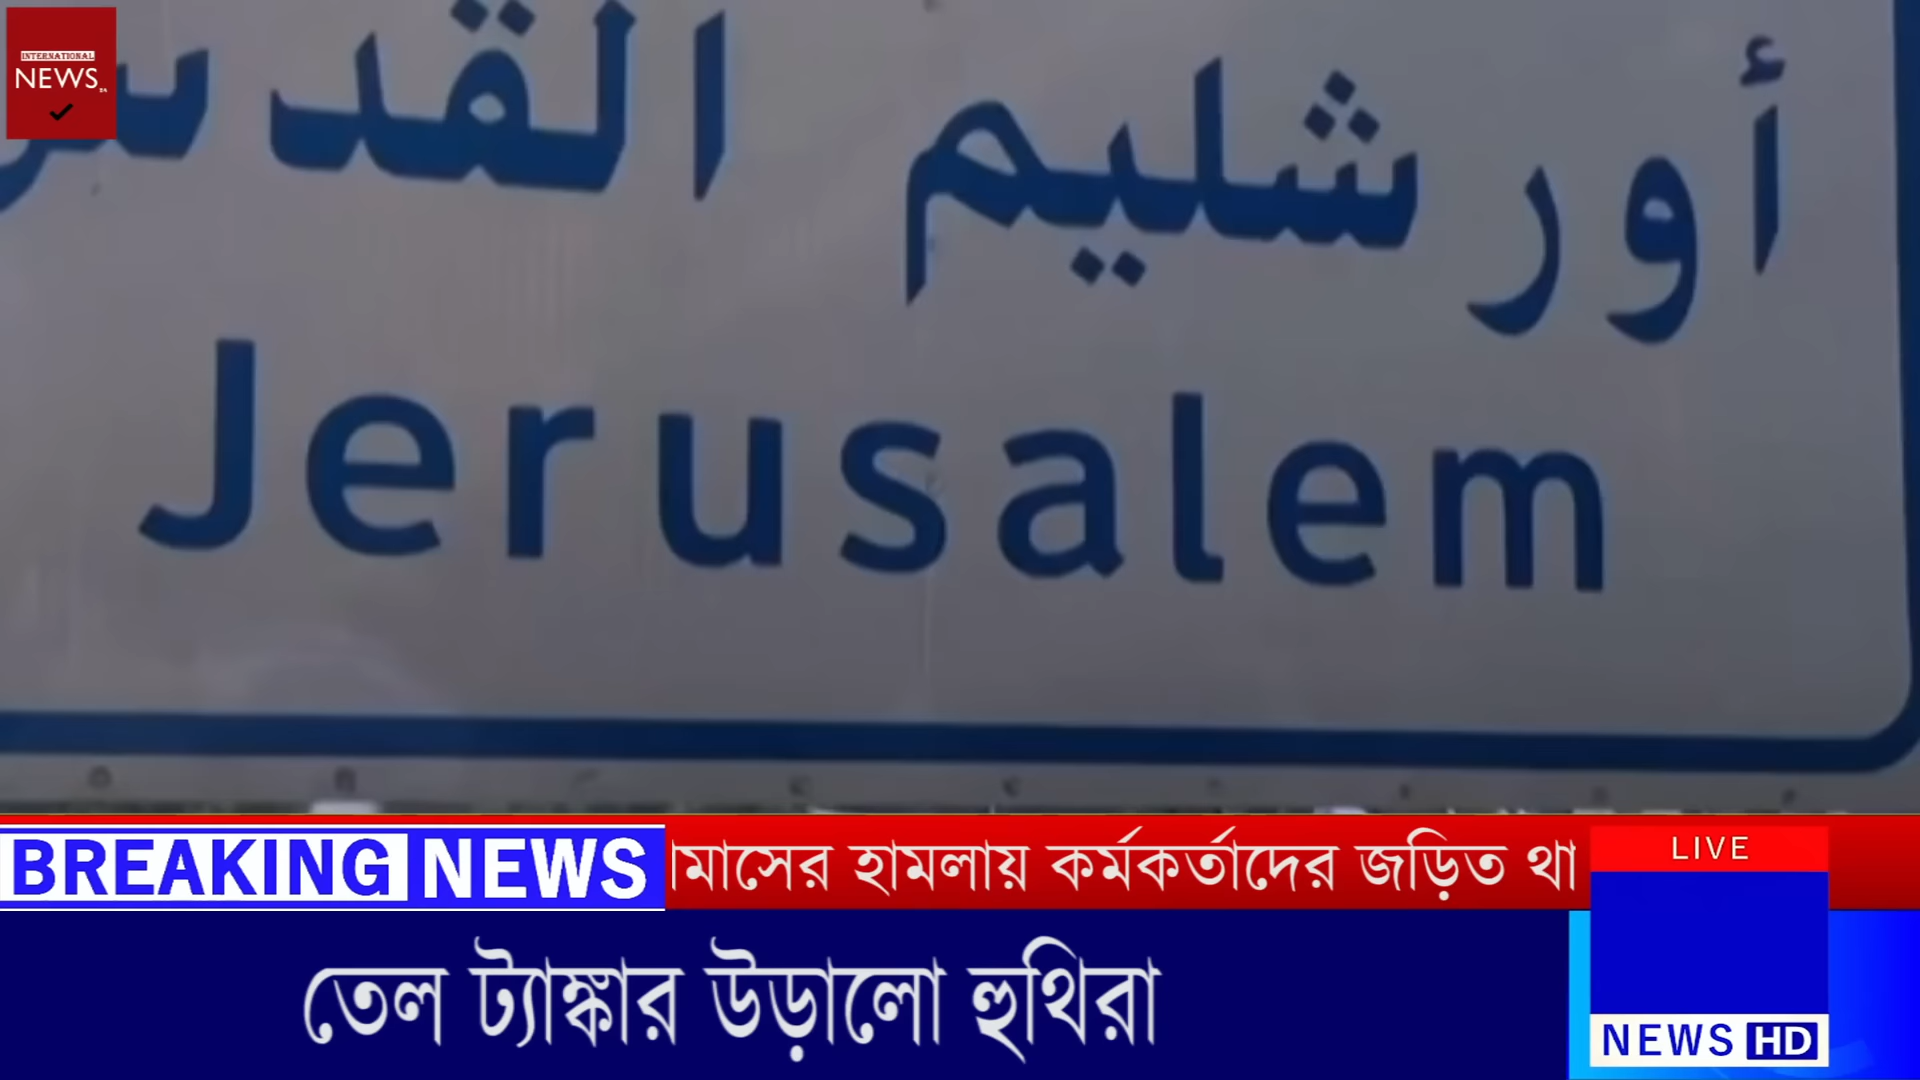 INTERNATIONAL
NEWS
أورشليم القدس
Jerusalem
BREAKING NEWS
হামলায় কর্মকর্তাদের জড়িত
LIVE
তেল ট্যাঙ্কার উড়ালো হুথিরা
NEWS HD